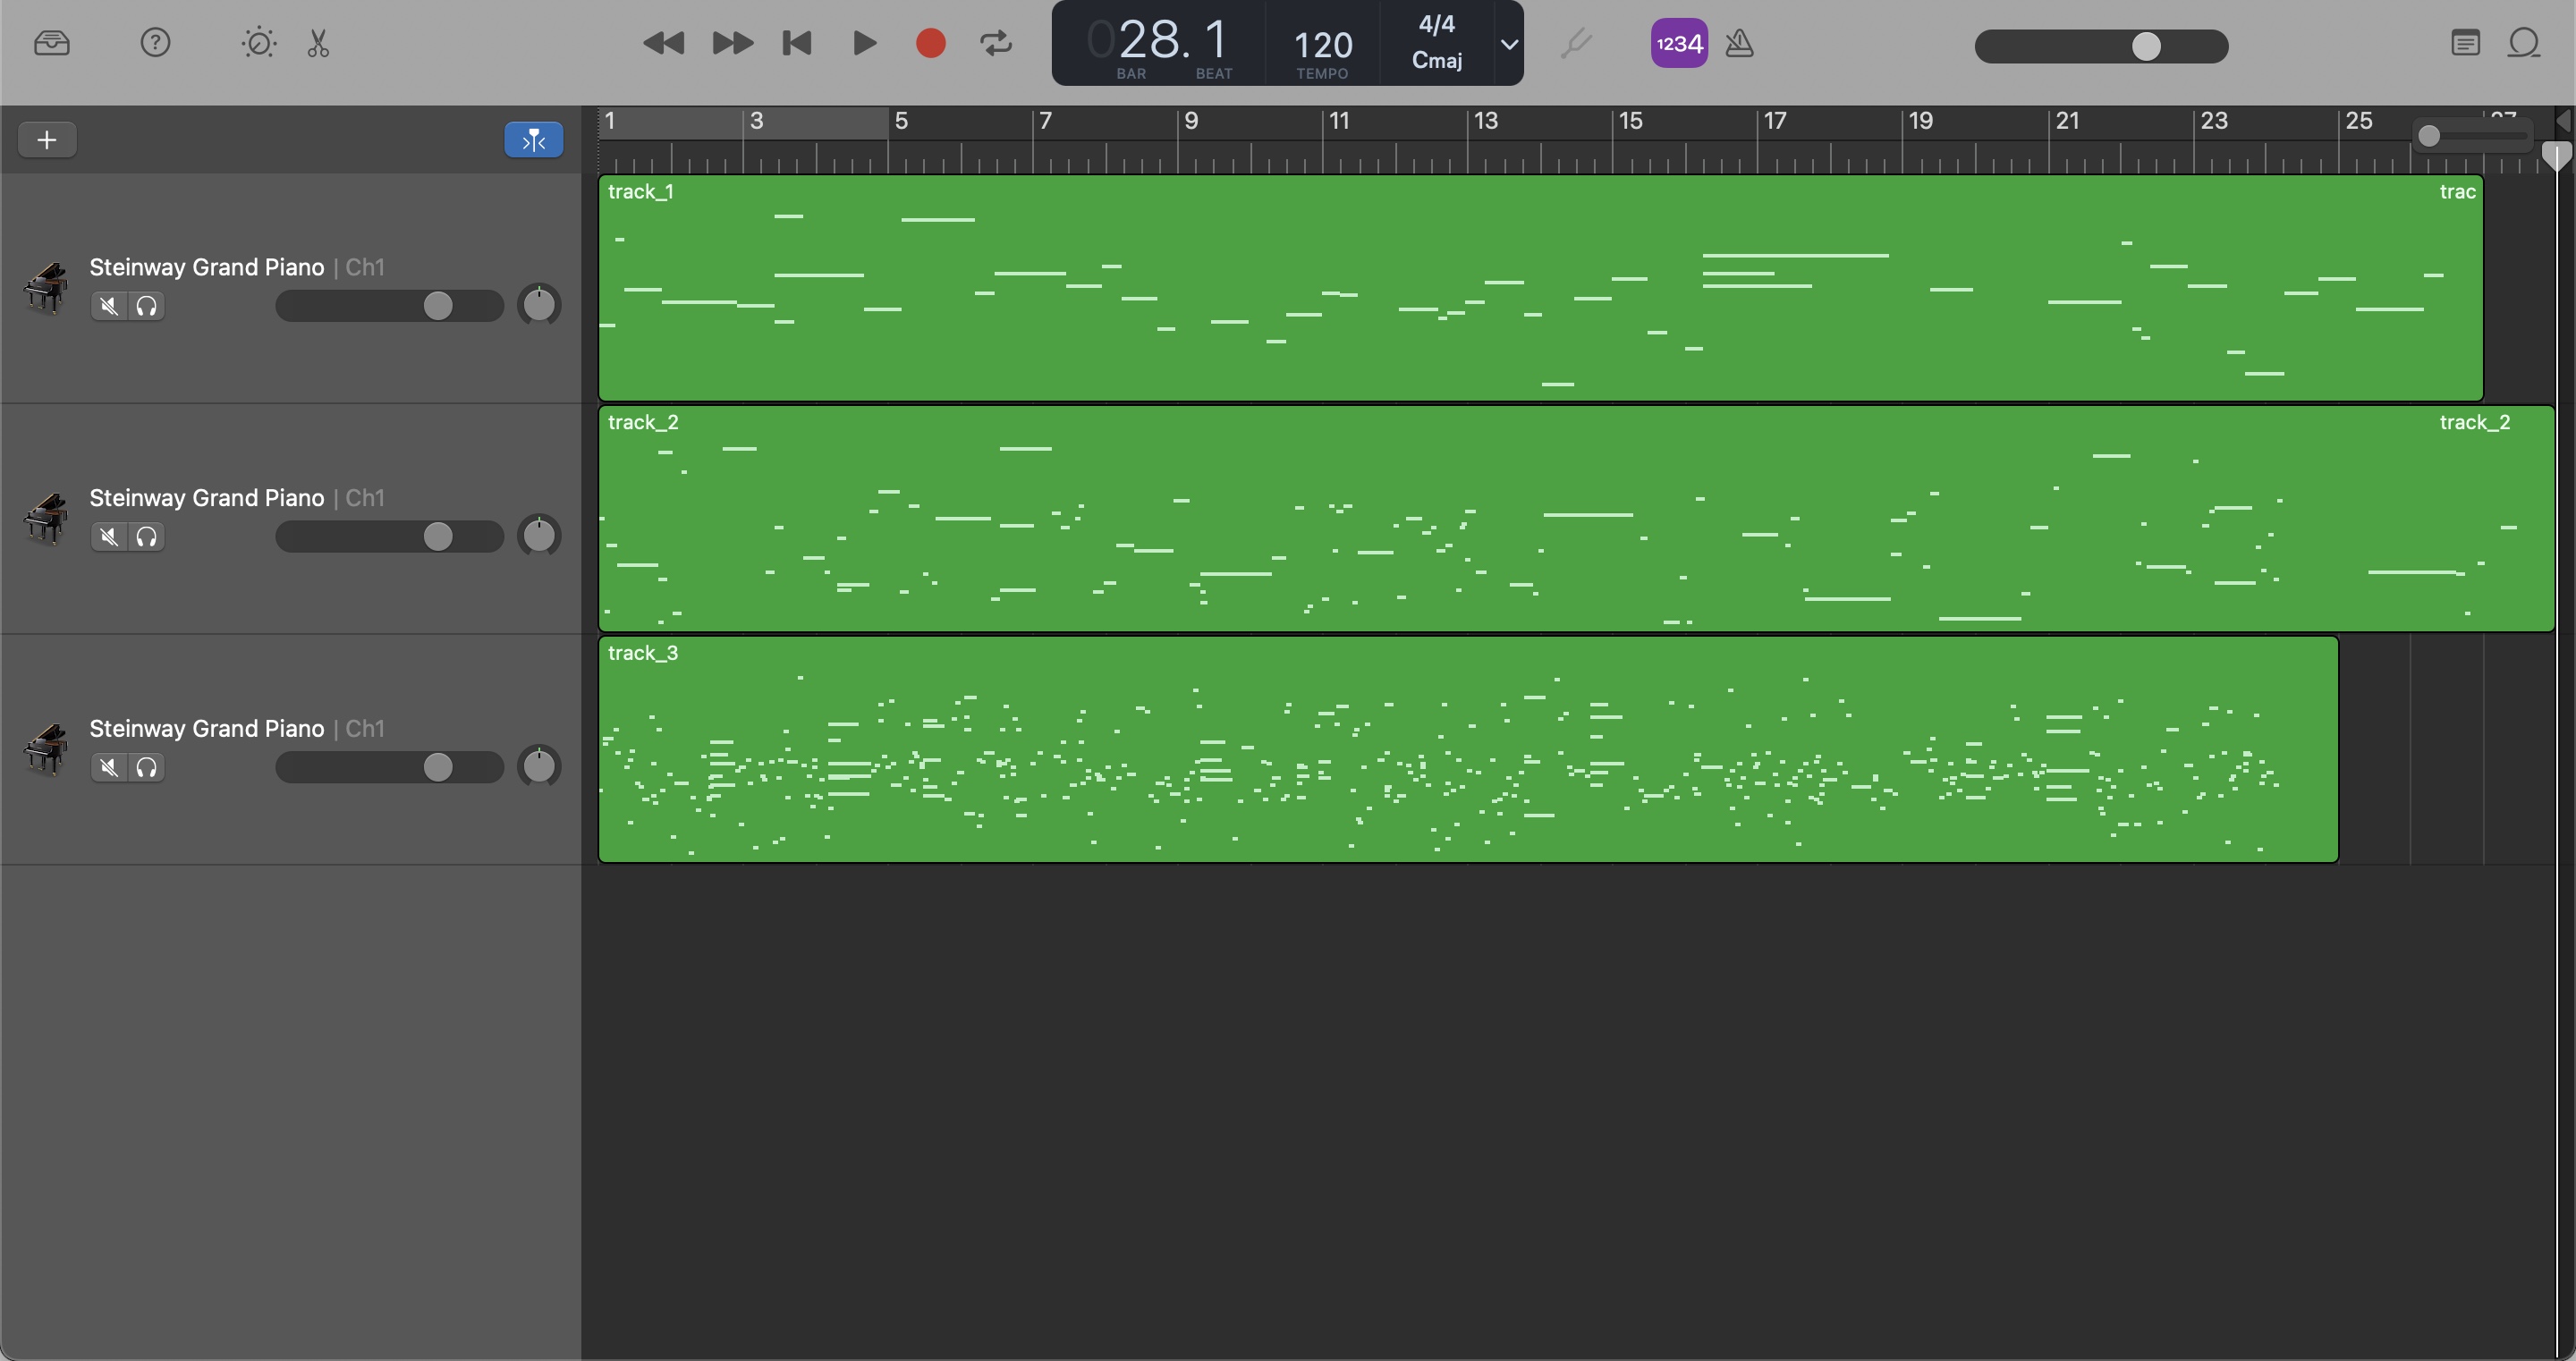 028. 1
BAR BEAT
120
TEMPO
4/4
Cmaj
1234
1 3 5 7 9 11 13 15 17 19 21 23 25 27
track_1 trac
Steinway Grand Piano | Ch1
track_2 track_2
Steinway Grand Piano | Ch1
track_3
Steinway Grand Piano | Ch1